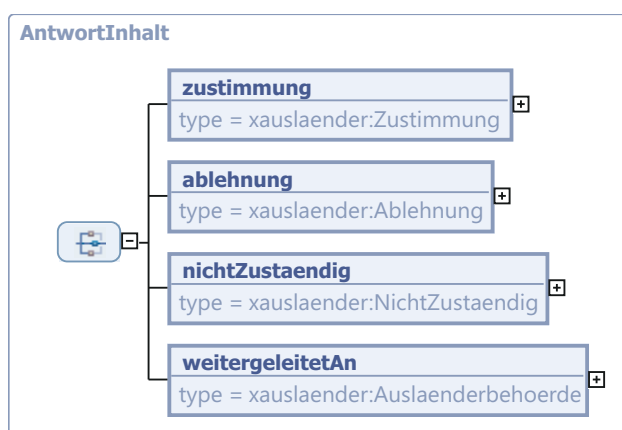 AntwortInhalt
zustimmung
type = xauslaender:Zustimmung
ablehnung
type = xauslaender:Ablehnung
nichtZustaendig
type = xauslaender:NichtZustaendig
weitergeleitetAn
type = xauslaender:Auslaenderbehoerde